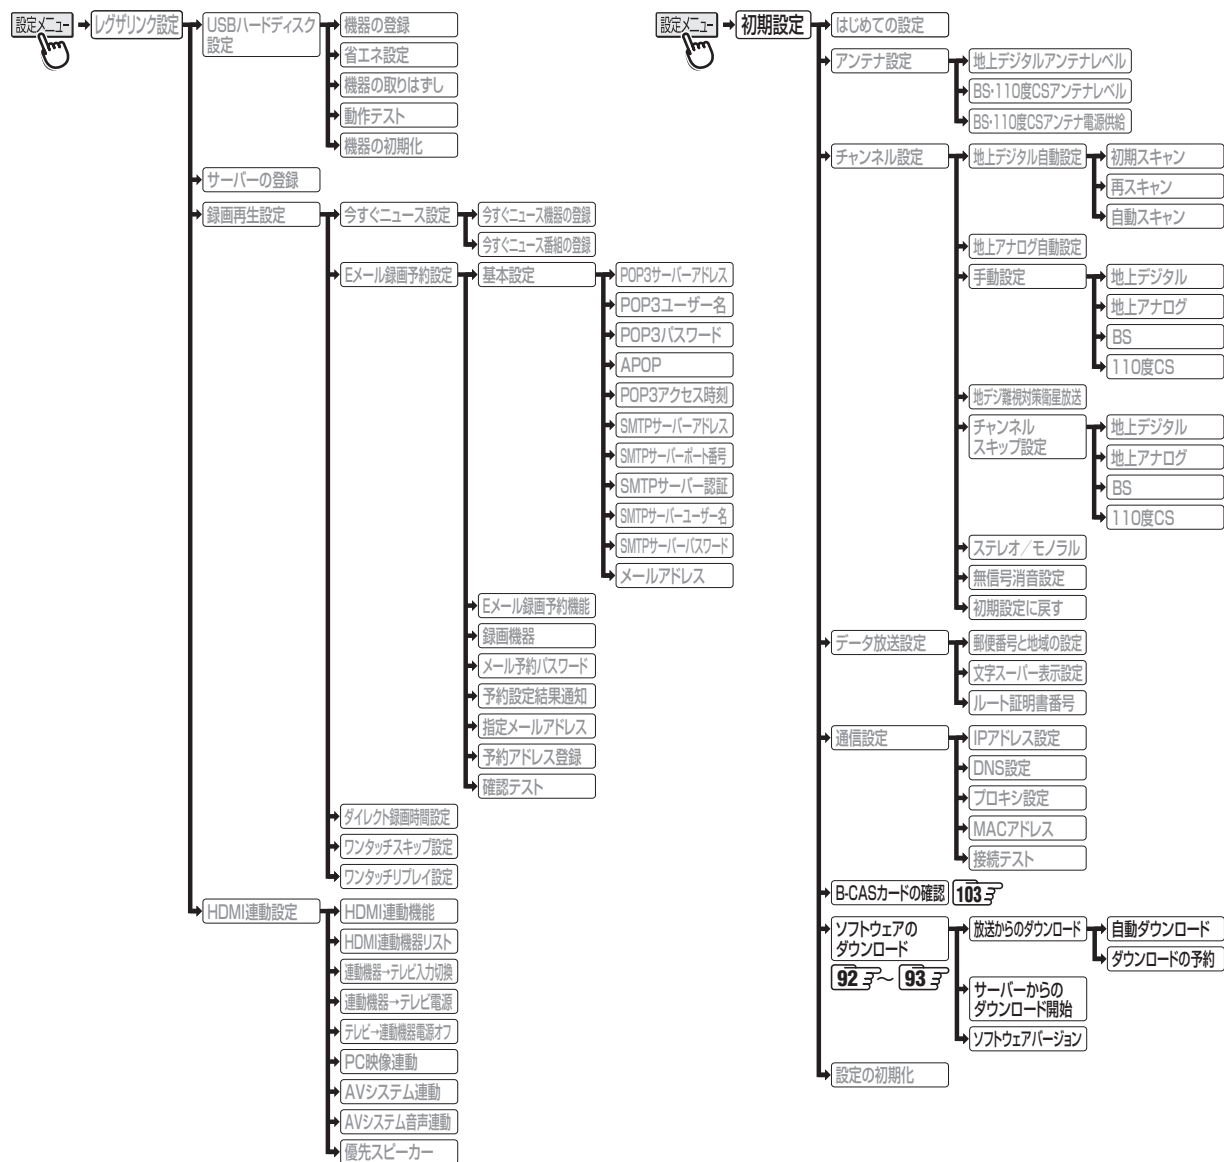 設定メニュー
レグザリンク設定
USBハードディスク
設定
機器の登録
省エネ設定
機器の取りはずし
動作テスト
機器の初期化
サーバーの登録
録画再生設定
今すぐニュース設定
今すぐニュース機器の登録
今すぐニュース番組の登録
Eメール録画予約設定
基本設定
POP3サーバーアドレス
POP3ユーザー名
POP3パスワード
APOP
POP3アクセス時刻
SMTPサーバーアドレス
SMTPサーバーポート番号
SMTPサーバー認証
SMTPサーバーユーザー名
SMTPサーバーパスワード
メールアドレス
Eメール録画予約機能
録画機器
メール予約パスワード
予約設定結果通知
指定メールアドレス
予約アドレス登録
確認テスト
ダイレクト録画時間設定
ワンタッチスキップ設定
ワンタッチリプレイ設定
HDMI連動設定
HDMI連動機能
HDMI連動機器リスト
連動機器→テレビ入力切換
連動機器→テレビ電源
テレビ→連動機器電源オフ
PC映像連動
AVシステム連動
AVシステム音声連動
優先スピーカー
設定メニュー
初期設定
はじめての設定
アンテナ設定
地上デジタルアンテナレベル
BS・110度CSアンテナレベル
BS・110度CSアンテナ電源供給
チャンネル設定
地上デジタル自動設定
初期スキャン
再スキャン
自動スキャン
地上アナログ自動設定
手動設定
地上デジタル
地上アナログ
BS
110度CS
地デジ難視対策衛星放送
チャンネル
スキップ設定
地上デジタル
地上アナログ
BS
110度CS
ステレオ／モノラル
無信号消音設定
初期設定に戻す
データ放送設定
郵便番号と地域の設定
文字スーパー表示設定
ルート証明書番号
通信設定
IPアドレス設定
DNS設定
プロキシ設定
MACアドレス
接続テスト
B-CASカードの確認 103
ソフトウェアの
ダウンロード
92 ～ 93
放送からのダウンロード
自動ダウンロード
ダウンロードの予約
サーバーからの
ダウンロード開始
ソフトウェアバージョン
設定の初期化